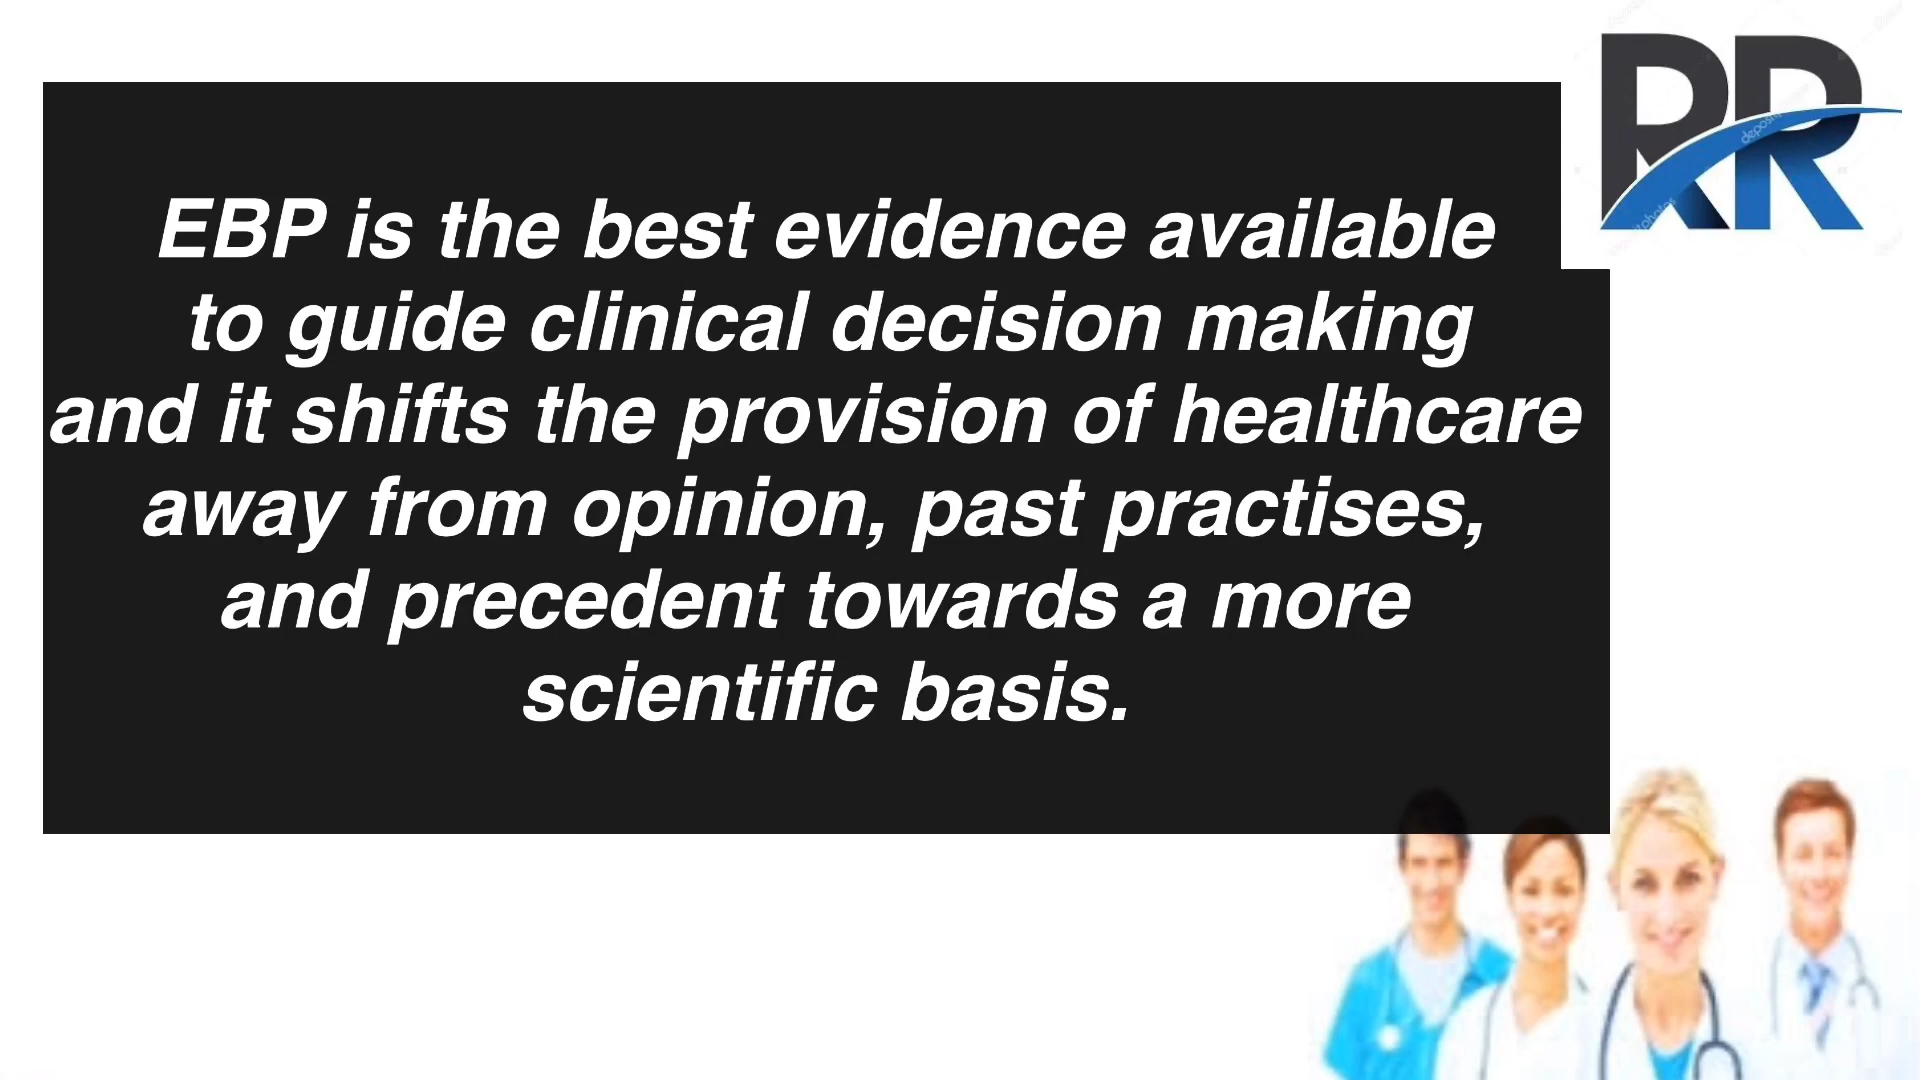 RR
EBP is the best evidence available
to guide clinical decision making
and it shifts the provision of healthcare
away from opinion, past practises,
and precedent towards a more
scientific basis.